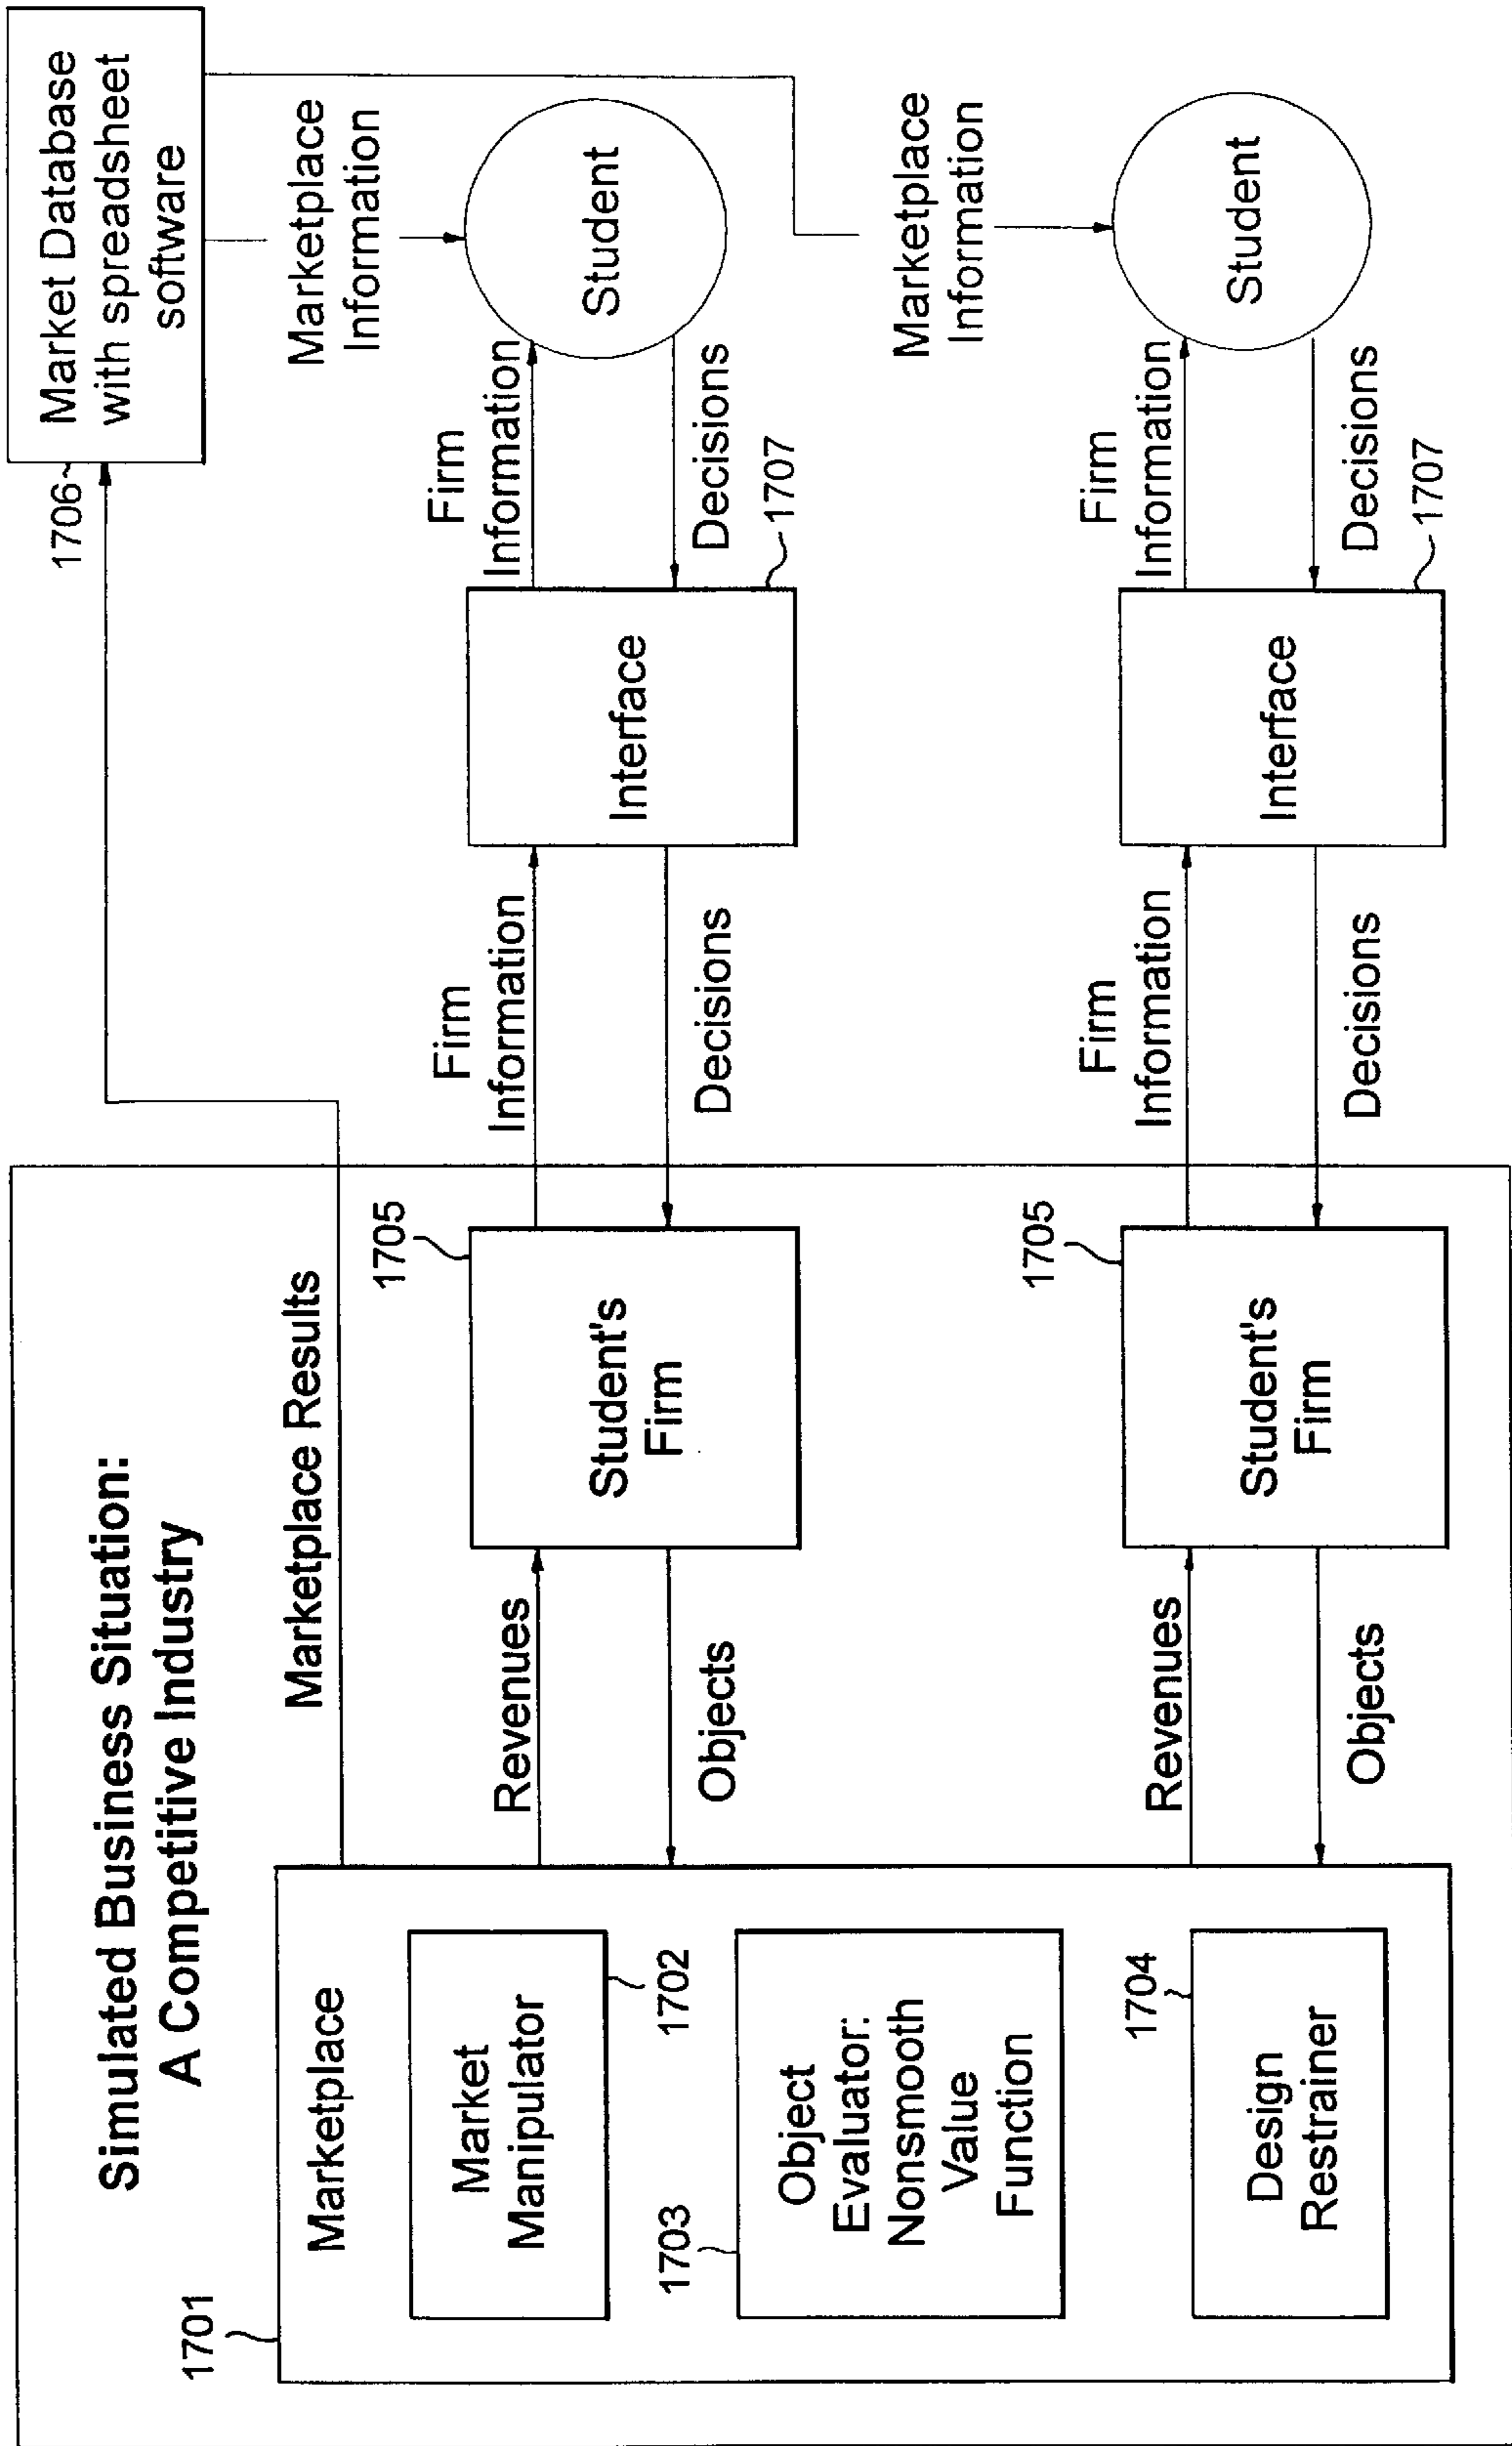 Simulated Business Situation:
A Competitive Industry
1701
Marketplace
Market
Manipulator
1702
1703
Object
Evaluator:
Nonsmooth
Value
Function
1704
Design
Restrainer
Marketplace Results
Revenues
Objects
1705
Student's
Firm
Firm
Information
Decisions
Interface
1707
Firm
Information
Decisions
Student
Marketplace
Information
1706
Market Database
with spreadsheet
software
Revenues
Objects
1705
Student's
Firm
Firm
Information
Decisions
Interface
1707
Firm
Information
Decisions
Student
Marketplace
Information